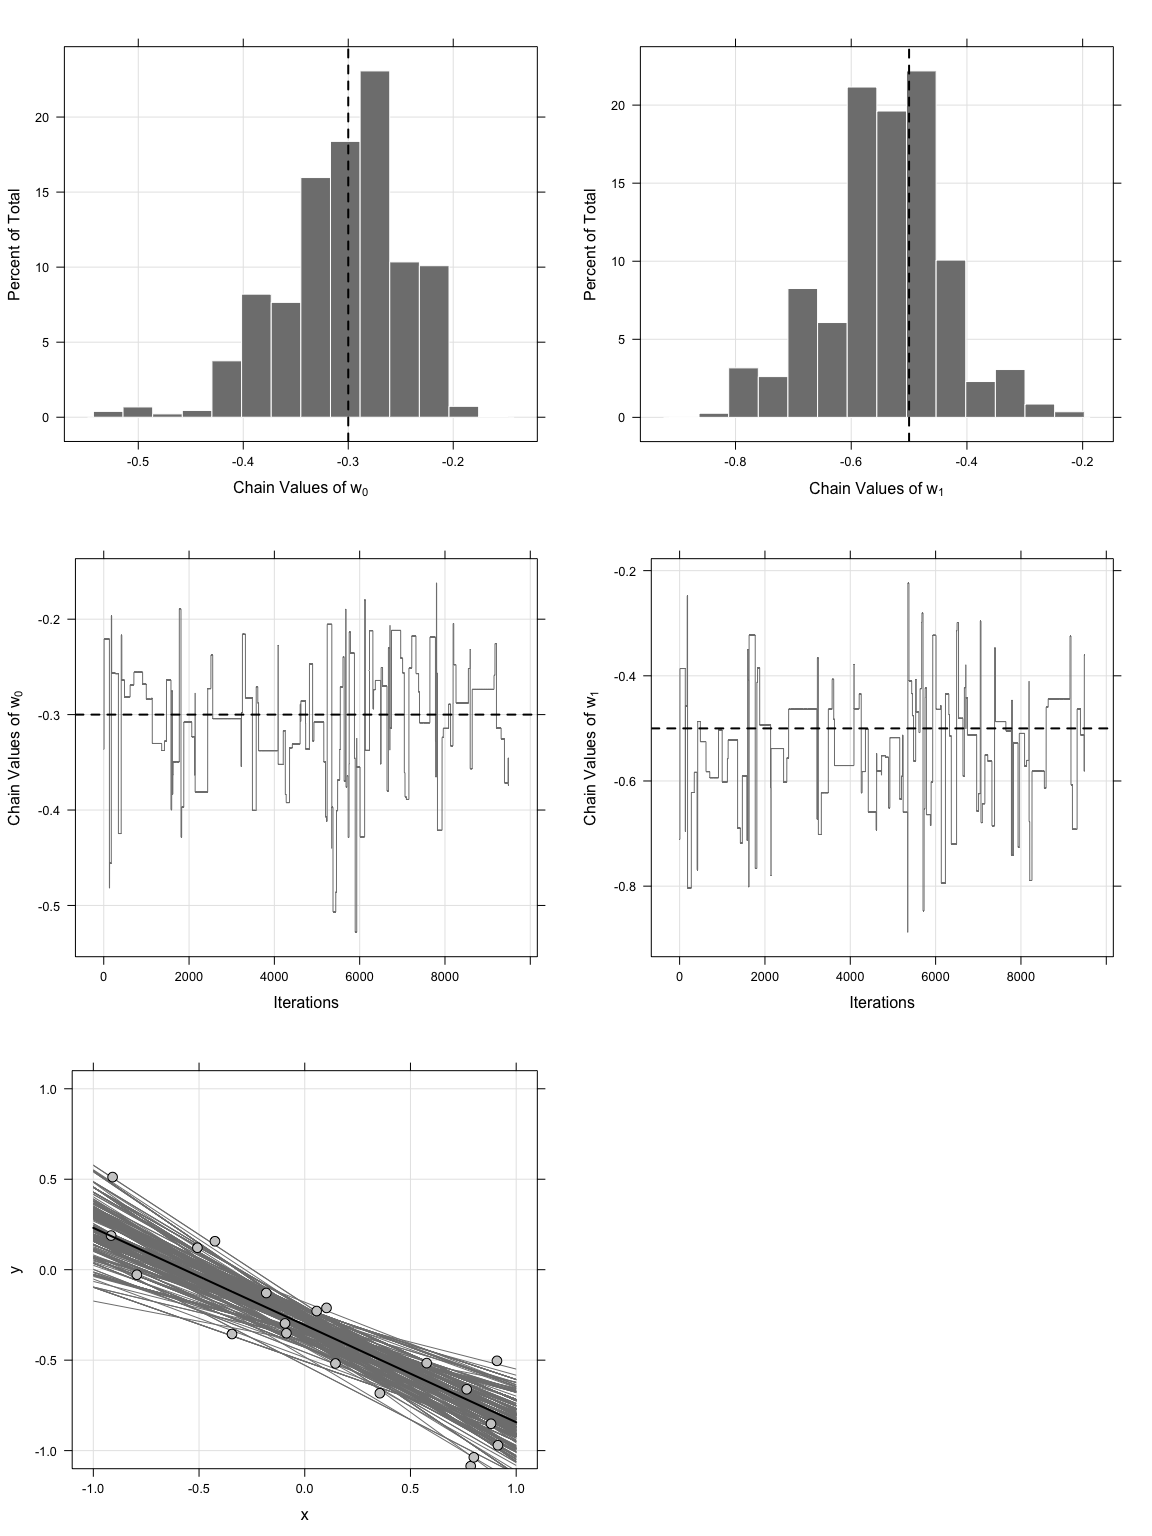 Percent of Total
20
15
10
5
0
-0.5 -0.4 -0.3 -0.2
Chain Values of w0
Percent of Total
20
15
10
5
0
-0.8 -0.6 -0.4 -0.2
Chain Values of w1
Chain Values of w0
-0.2
-0.3
-0.4
-0.5
0 2000 4000 6000 8000
Iterations
Chain Values of w1
-0.2
-0.4
-0.6
-0.8
0 2000 4000 6000 8000
Iterations
y
1.0
0.5
0.0
-0.5
-1.0
-1.0 -0.5 0.0 0.5 1.0
x